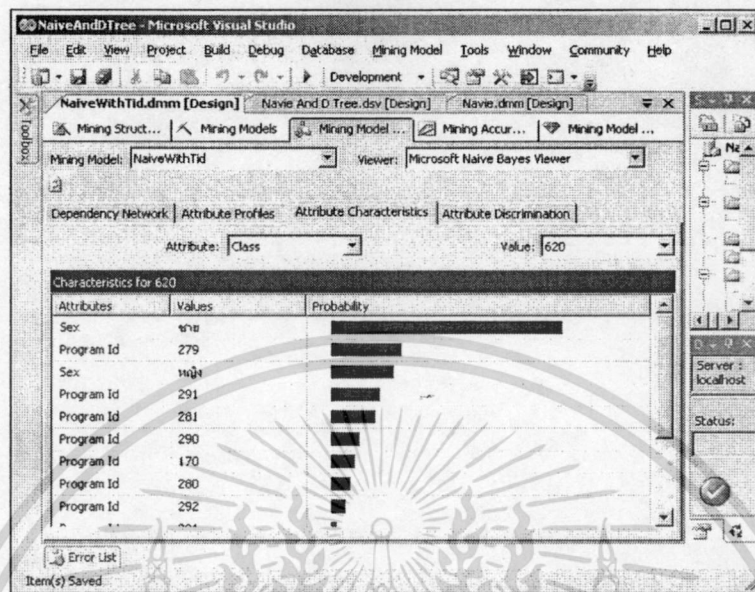 NaiveAndDTree - Microsoft Visual Studio
File Edit View Project Build Debug Database Mining Model Tools Window Community Help
Development
Toolbox
NaiveWithTid.dmm [Design] Navie And D Tree.dsv [Design] Navie.dmm [Design]
Mining Struct... Mining Models Mining Model ... Mining Accur... Mining Model ...
Mining Model: NaiveWithTid Viewer: Microsoft Naive Bayes Viewer
Dependency Network Attribute Profiles Attribute Characteristics Attribute Discrimination
Attribute: Class Value: 620
Characteristics for 620
Attributes Values Probability
Sex ชาย
Program Id 279
Sex หญิง
Program Id 291
Program Id 281
Program Id 290
Program Id 170
Program Id 280
Program Id 292
Na
Server :
localhost
Status:
Error List
Item(s) Saved